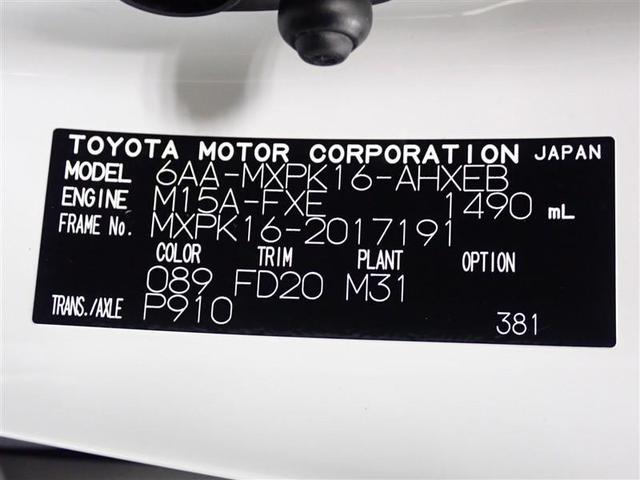 TOYOTA MOTOR CORPORATION JAPAN
MODEL 6AA-MXPK16-AHXEB
ENGINE M15A-FXE 1490 mL
FRAME No. MXPK16-2017191
COLOR TRIM PLANT OPTION
089 FD20 M31
TRANS./AXLE P910
381